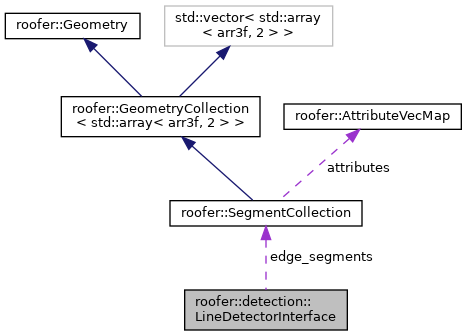 roofer::Geometry
std::vector< std::array
< arr3f, 2 > >
roofer::GeometryCollection
< std::array< arr3f, 2 > >
roofer::AttributeVecMap
attributes
roofer::SegmentCollection
edge_segments
roofer::detection::
LineDetectorInterface